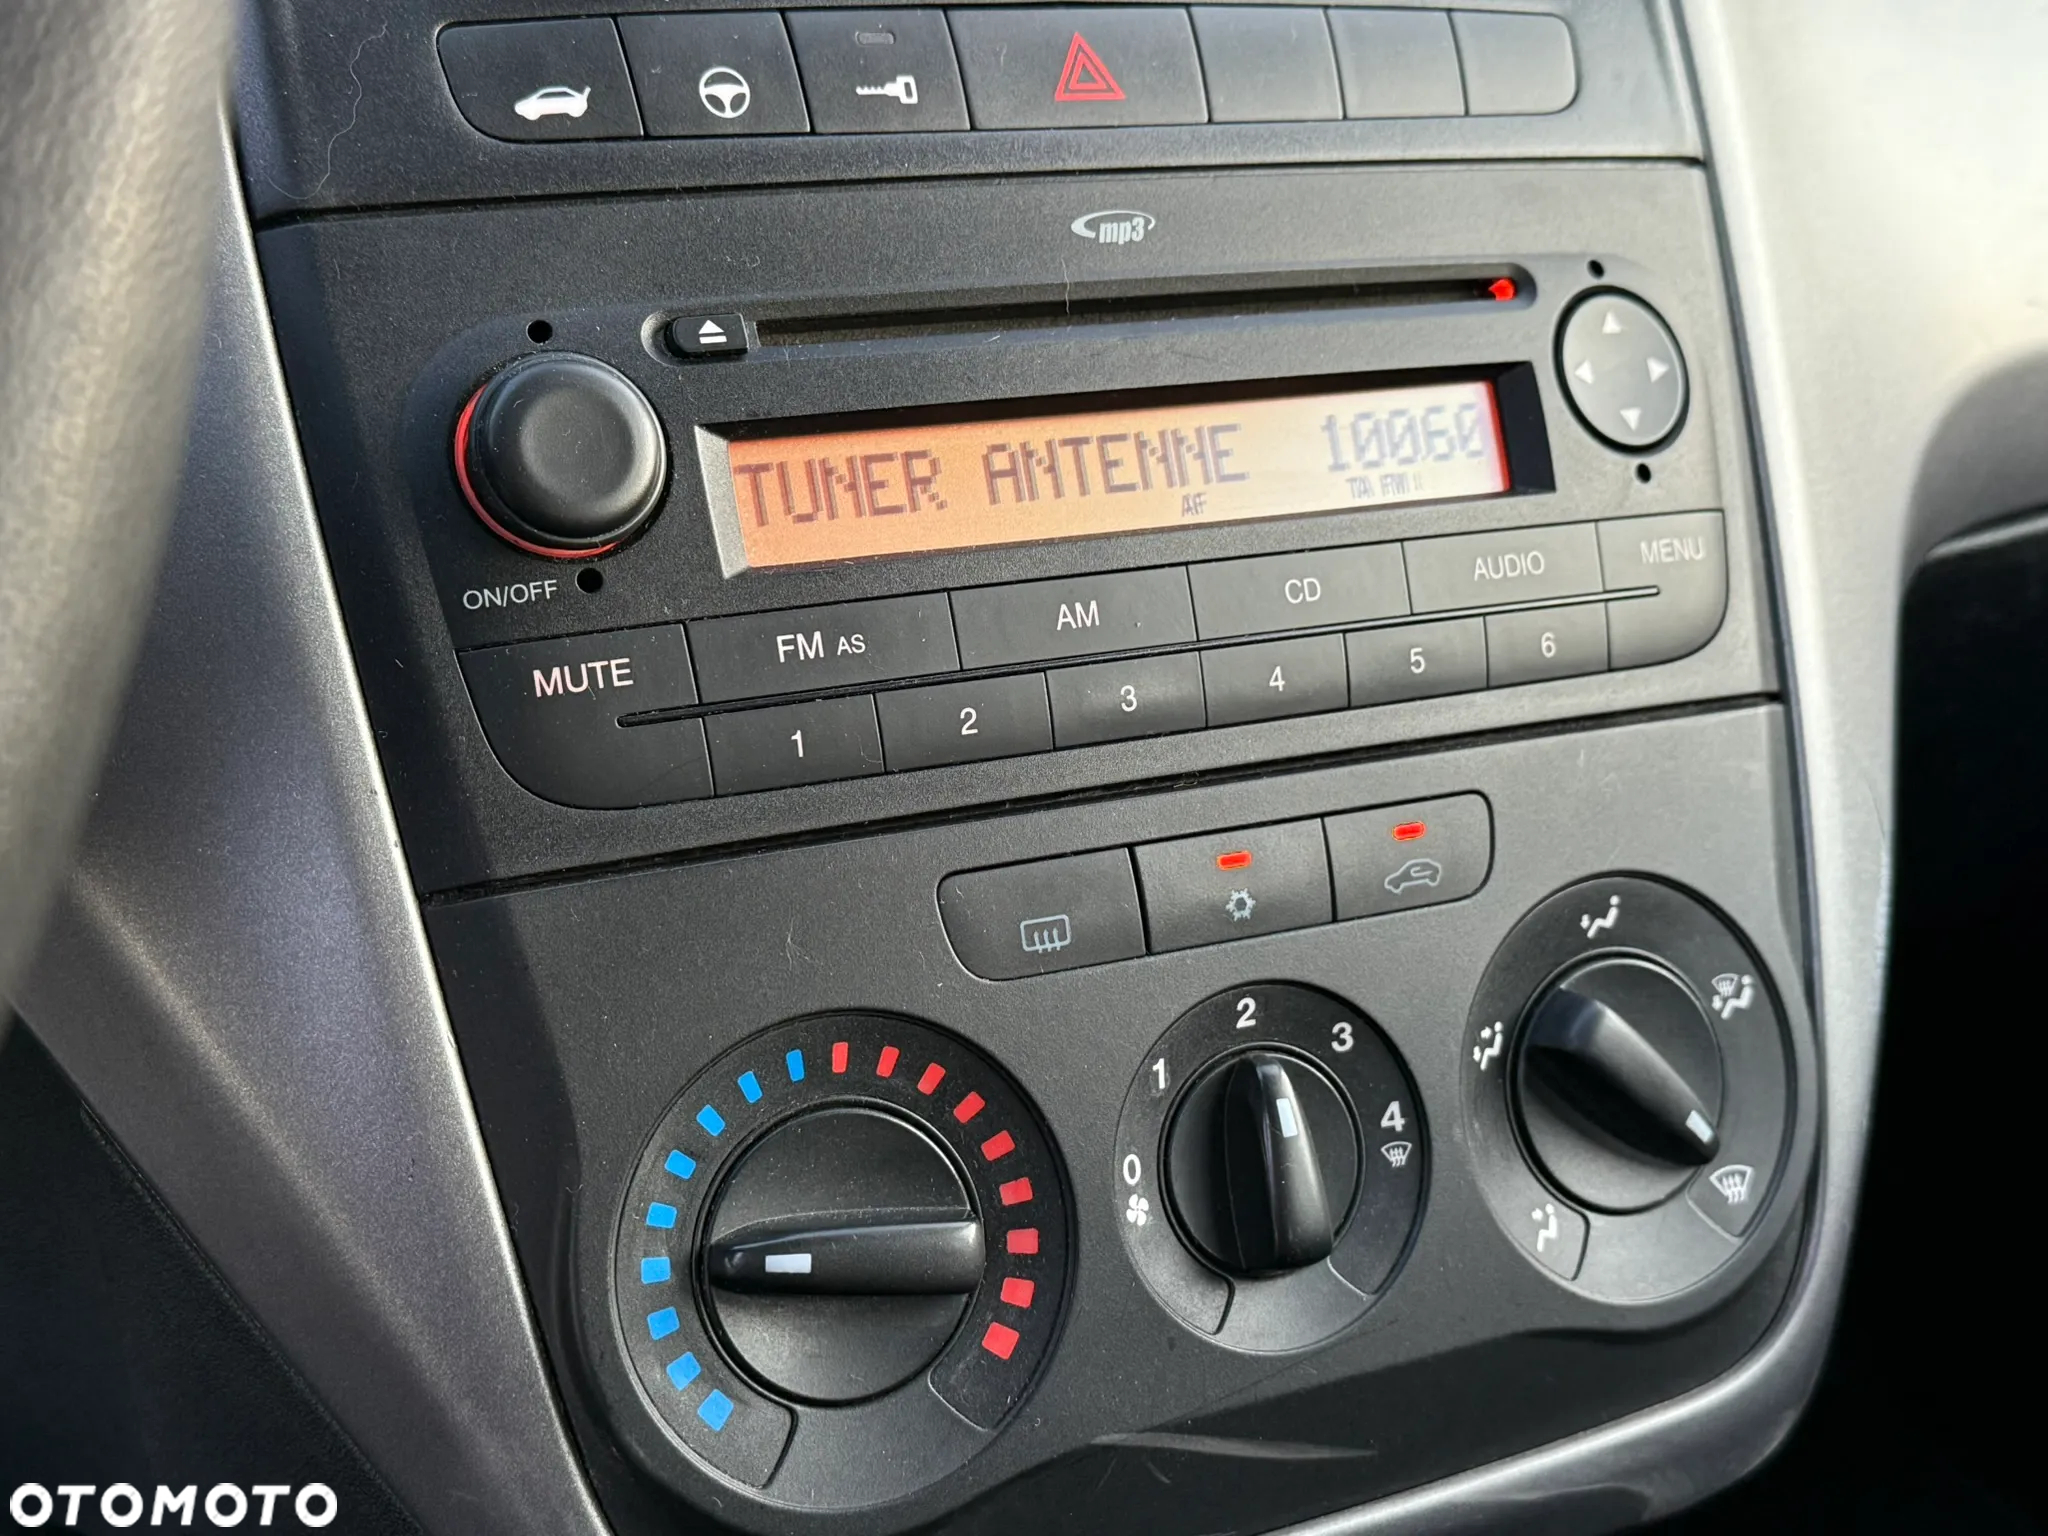 mp3
TUNER ANTENNE 100.60
AF TA FM
ON/OFF
MUTE FM AS AM CD AUDIO MENU
1 2 3 4 5 6
0 1 2 3 4
OTOMOTO